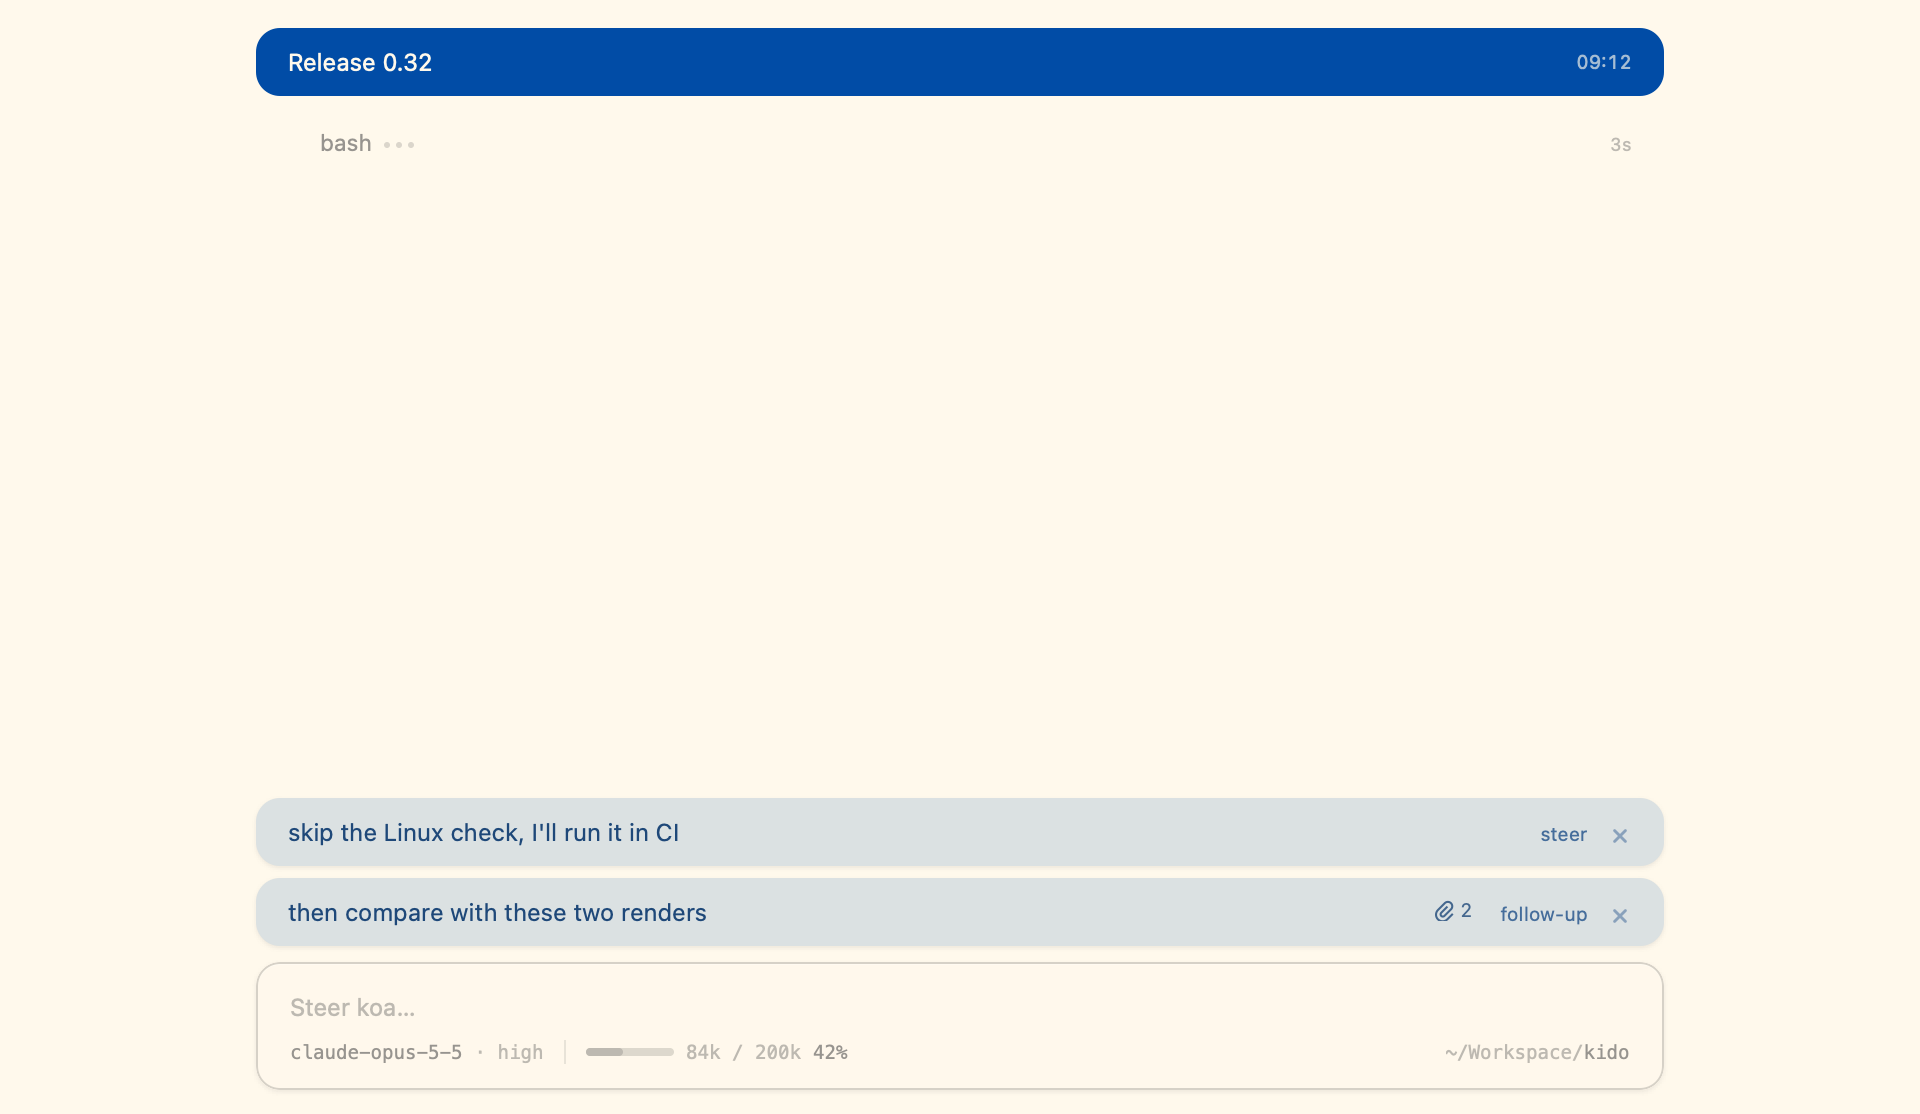 Release 0.32 09:12
bash ••• 3s
skip the Linux check, I'll run it in CI steer ×
then compare with these two renders 2 follow-up ×
Steer koa...
claude-opus-5-5 · high 84k / 200k 42% ~/Workspace/kido